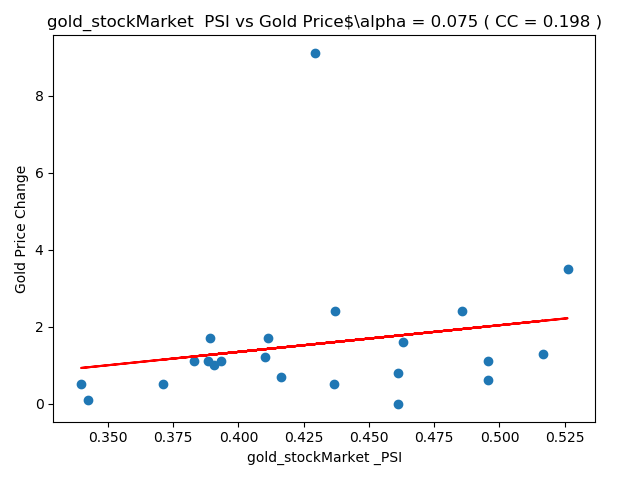 gold_stockMarket  PSI vs Gold Price$\alpha = 0.075 ( CC = 0.198 )
Gold Price Change
8
6
4
2
0
0.350 0.375 0.400 0.425 0.450 0.475 0.500 0.525
gold_stockMarket _PSI